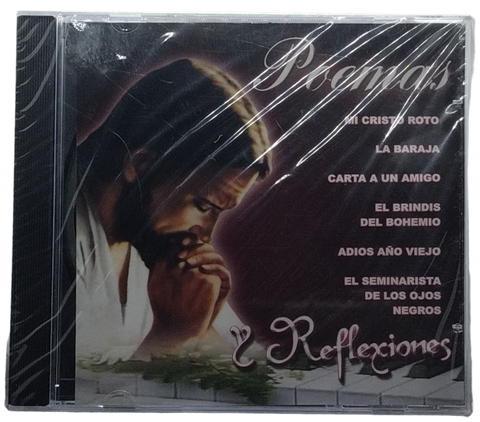 Poemas
MI CRISTO ROTO
LA BARAJA
CARTA A UN AMIGO
EL BRINDIS
DEL BOHEMIO
ADIOS AÑO VIEJO
EL SEMINARISTA
DE LOS OJOS
NEGROS
Y Reflexiones